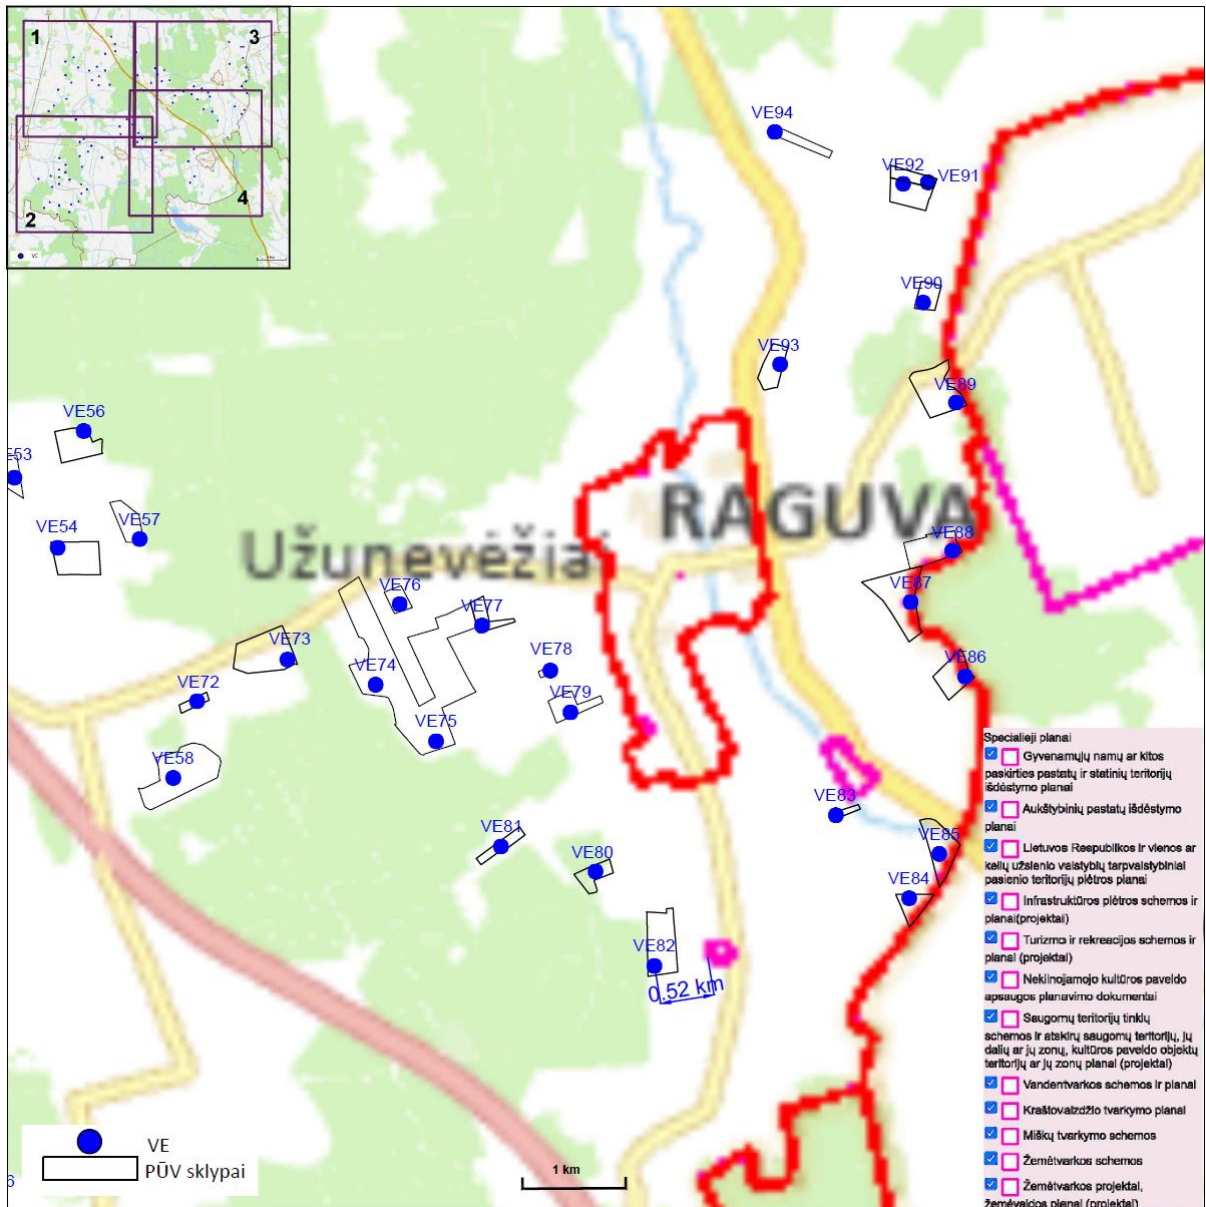 1
3
2
4
VE
VE94
VE92
VE91
VE90
VE93
VE89
VE56
E53
VE54
VE57
RAGUVA
Užunevėžiai
VE88
VE87
VE86
VE76
VE77
VE73
VE78
VE74
VE72
VE79
VE75
VE58
VE83
VE81
VE80
VE85
VE84
VE82
0.52 km
Specialieji planai
Gyvenamųjų namų ar kitos
paskirties pastatų ir statinių teritorijų
išdėstymo planai
Aukštybinių pastatų išdėstymo
planai
Lietuvos Respublikos ir vienos ar
kelių užsienio valstybių tarpvalstybiniai
pasienio teritorijų plėtros planai
Infrastruktūros plėtros schemos ir
planai(projektai)
Turizmo ir rekreacijos schemos ir
planai (projektai)
Nekilnojamojo kultūros paveldo
apsaugos planavimo dokumentai
Saugomų teritorijų tinklų
schemos ir atskirų saugomų teritorijų, jų
dalių ar jų zonų, kultūros paveldo objektų
teritorijų ar jų zonų planai (projektai)
Vandentvarkos schemos ir planai
Kraštovaizdžio tvarkymo planai
Miškų tvarkymo schemos
Žemėtvarkos schemos
Žemėtvarkos projektai,
žemėvaldos planai (projektai)
VE
PŪV sklypai
1 km
6